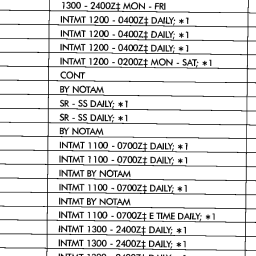 1300 - 2400Z‡ MON - FRI
INTMT 1200 - 0400Z‡ DAILY; ∗1
INTMT 1200 - 0400Z‡ DAILY; ∗1
INTMT 1200 - 0400Z‡ DAILY; ∗1
INTMT 1200 - 0200Z‡ MON - SAT; ∗1
CONT
BY NOTAM
SR - SS DAILY; ∗1
SR - SS DAILY; ∗1
BY NOTAM
INTMT 1100 - 0700Z‡ DAILY; ∗1
INTMT 1100 - 0700Z‡ DAILY; ∗1
INTMT BY NOTAM
INTMT 1100 - 0700Z‡ DAILY; ∗1
INTMT BY NOTAM
INTMT 1100 - 0700Z‡ E TIME DAILY; ∗1
INTMT 1300 - 2400Z‡ DAILY; ∗1
INTMT 1300 - 2400Z‡ DAILY; ∗1